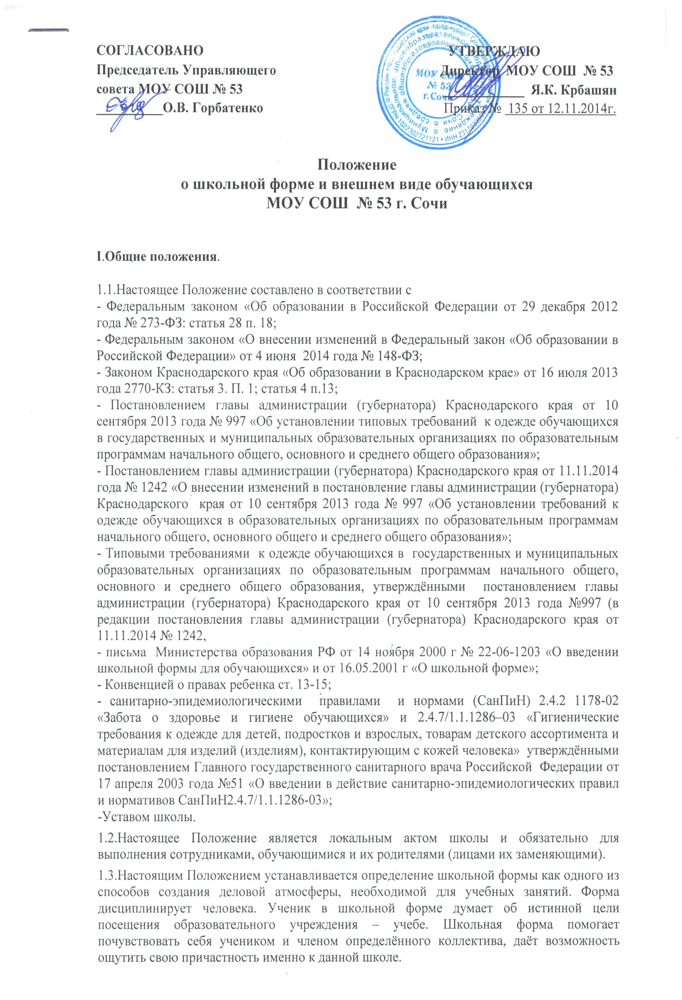 СОГЛАСОВАНО
Председатель Управляющего
совета МОУ СОШ № 53
____________О.В. Горбатенко
УТВЕРЖДАЮ
Директор МОУ СОШ № 53
____________ Я.К. Крбашян
Приказ № 135 от 12.11.2014г.
МОУ СОШ
№ 53
г. Сочи
ИНН 2317033501
1022302721121
Положение
о школьной форме и внешнем виде обучающихся
МОУ СОШ № 53 г. Сочи
I.Общие положения.
1.1.Настоящее Положение составлено в соответствии с
- Федеральным законом «Об образовании в Российской Федерации от 29 декабря 2012
года № 273-ФЗ: статья 28 п. 18;
- Федеральным законом «О внесении изменений в Федеральный закон «Об образовании в
Российской Федерации» от 4 июня 2014 года № 148-ФЗ;
- Законом Краснодарского края «Об образовании в Краснодарском крае» от 16 июля 2013
года 2770-КЗ: статья 3. П. 1; статья 4 п.13;
- Постановлением главы администрации (губернатора) Краснодарского края от 10
сентября 2013 года № 997 «Об установлении типовых требований к одежде обучающихся
в государственных и муниципальных образовательных организациях по образовательным
программам начального общего, основного и среднего общего образования»;
- Постановлением главы администрации (губернатора) Краснодарского края от 11.11.2014
года № 1242 «О внесении изменений в постановление главы администрации (губернатора)
Краснодарского края от 10 сентября 2013 года № 997 «Об установлении требований к
одежде обучающихся в образовательных организациях по образовательным программам
начального общего, основного общего и среднего общего образования»;
- Типовыми требованиями к одежде обучающихся в государственных и муниципальных
образовательных организациях по образовательным программам начального общего,
основного и среднего общего образования, утверждёнными постановлением главы
администрации (губернатора) Краснодарского края от 10 сентября 2013 года №997 (в
редакции постановления главы администрации (губернатора) Краснодарского края от
11.11.2014 № 1242,
- письма Министерства образования РФ от 14 ноября 2000 г № 22-06-1203 «О введении
школьной формы для обучающихся» и от 16.05.2001 г «О школьной форме»;
- Конвенцией о правах ребенка ст. 13-15;
- санитарно-эпидемиологическими правилами и нормами (СанПиН) 2.4.2 1178-02
«Забота о здоровье и гигиене обучающихся» и 2.4.7/1.1.1286–03 «Гигиенические
требования к одежде для детей, подростков и взрослых, товарам детского ассортимента и
материалам для изделий (изделиям), контактирующим с кожей человека» утверждёнными
постановлением Главного государственного санитарного врача Российской Федерации от
17 апреля 2003 года №51 «О введении в действие санитарно-эпидемиологических правил
и нормативов СанПиН2.4.7/1.1.1286-03»;
-Уставом школы.
1.2.Настоящее Положение является локальным актом школы и обязательно для
выполнения сотрудниками, обучающимися и их родителями (лицами их заменяющими).
1.3.Настоящим Положением устанавливается определение школьной формы как одного из
способов создания деловой атмосферы, необходимой для учебных занятий. Форма
дисциплинирует человека. Ученик в школьной форме думает об истинной цели
посещения образовательного учреждения – учебе. Школьная форма помогает
почувствовать себя учеником и членом определённого коллектива, даёт возможность
ощутить свою причастность именно к данной школе.